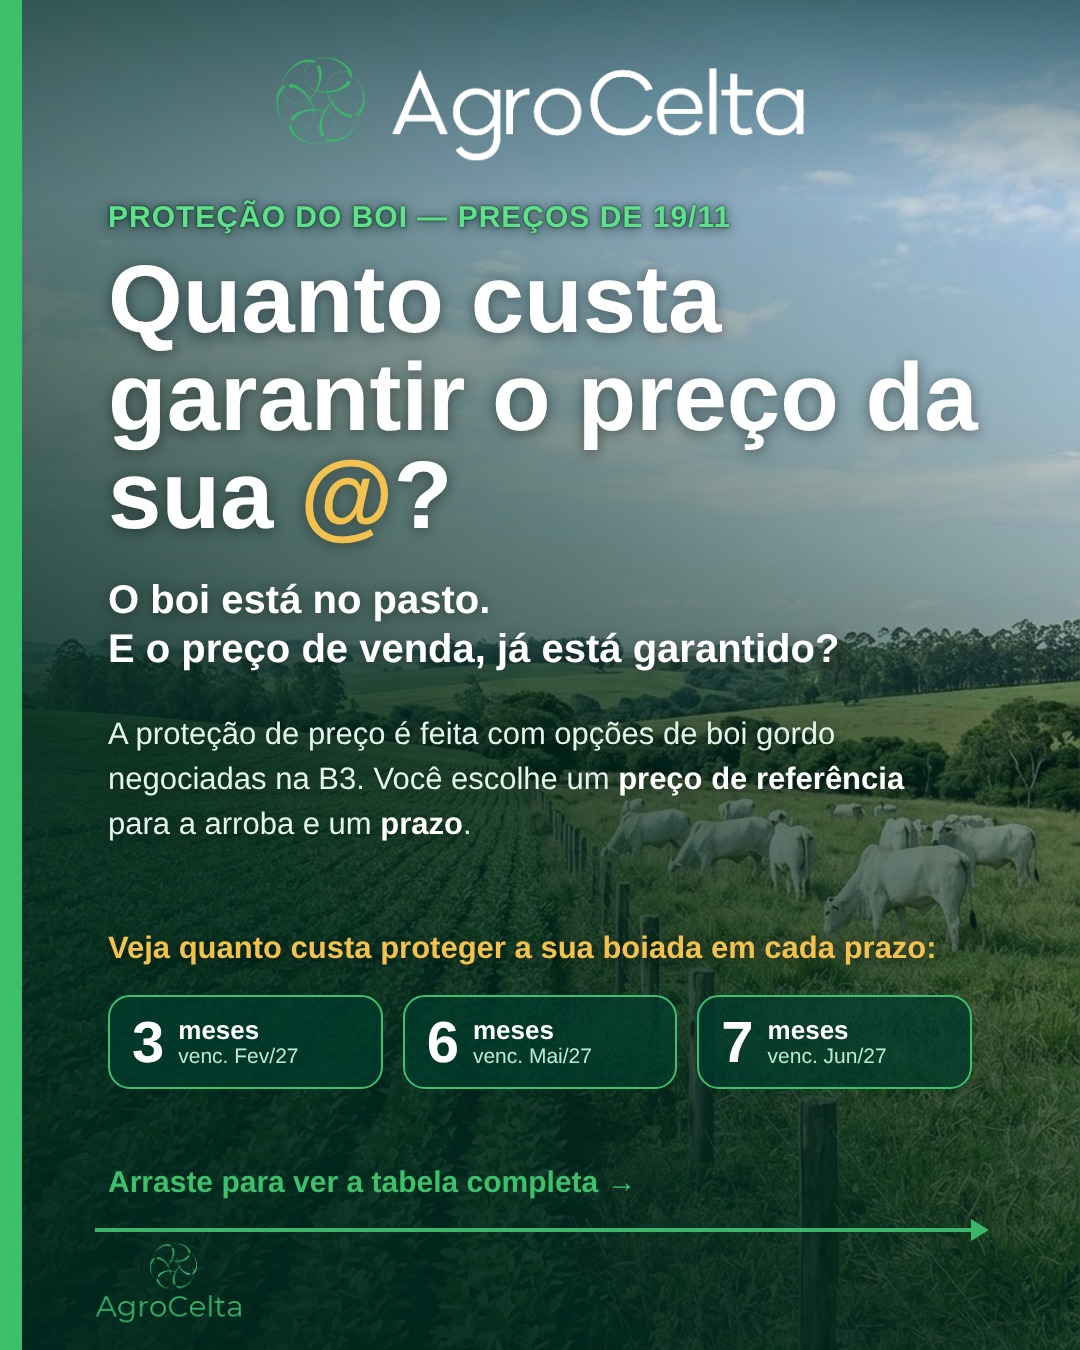 AgroCelta
PROTEÇÃO DO BOI — PREÇOS DE 19/11
Quanto custa
garantir o preço da
sua @?
O boi está no pasto.
E o preço de venda, já está garantido?
A proteção de preço é feita com opções de boi gordo
negociadas na B3. Você escolhe um preço de referência
para a arroba e um prazo.
Veja quanto custa proteger a sua boiada em cada prazo:
3 meses
venc. Fev/27
6 meses
venc. Mai/27
7 meses
venc. Jun/27
Arraste para ver a tabela completa →
AgroCelta